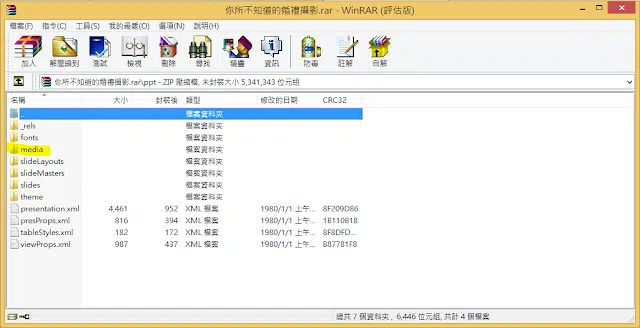 你所不知道的婚禮攝影.rar - WinRAR (評估版)
檔案(F) 指令(C) 工具(S) 我的最愛(O) 選項(N) 說明(H)
加入 解壓縮到 測試 檢視 刪除 尋找 精靈 資訊 防毒 註解 自解
你所不知道的婚禮攝影.rar\ppt - ZIP 壓縮檔, 未封裝大小 5,341,343 位元組
名稱 大小 封裝後 類型 修改的日期 CRC32
.. 檔案資料夾
_rels 檔案資料夾
fonts 檔案資料夾
media 檔案資料夾
slideLayouts 檔案資料夾
slideMasters 檔案資料夾
slides 檔案資料夾
theme 檔案資料夾
presentation.xml 4,461 952 XML 檔案 1980/1/1 上午... 8F209D86
presProps.xml 816 394 XML 檔案 1980/1/1 上午... 1B110B18
tableStyles.xml 182 172 XML 檔案 1980/1/1 上午... 8F8DFD...
viewProps.xml 987 437 XML 檔案 1980/1/1 上午... B87781F8
總共 7 個資料夾 , 6,446 位元組, 共計 4 個檔案